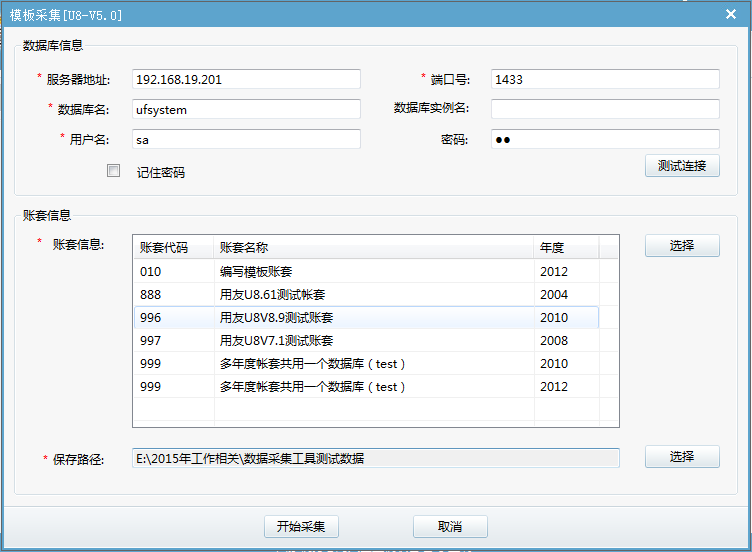 模板采集[U8-V5.0]
数据库信息
* 服务器地址: 192.168.19.201 * 端口号: 1433
* 数据库名: ufsystem 数据库实例名:
* 用户名: sa 密码: ●●
记住密码 测试连接
账套信息
* 账套信息: 选择
账套代码 账套名称 年度
010 编写模板账套 2012
888 用友U8.61测试帐套 2004
996 用友U8V8.9测试账套 2010
997 用友U8V7.1测试账套 2008
999 多年度帐套共用一个数据库（test） 2010
999 多年度帐套共用一个数据库（test） 2012
* 保存路径: E:\2015年工作相关\数据采集工具测试数据 选择
开始采集 取消